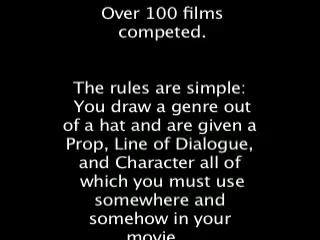 Over 100 films
competed.
The rules are simple:
You draw a genre out
of a hat and are given a
Prop, Line of Dialogue,
and Character all of
which you must use
somewhere and
somehow in your
movie